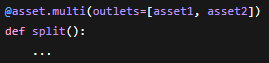 @asset.multi(outlets=[asset1, asset2])
def split():
    ...